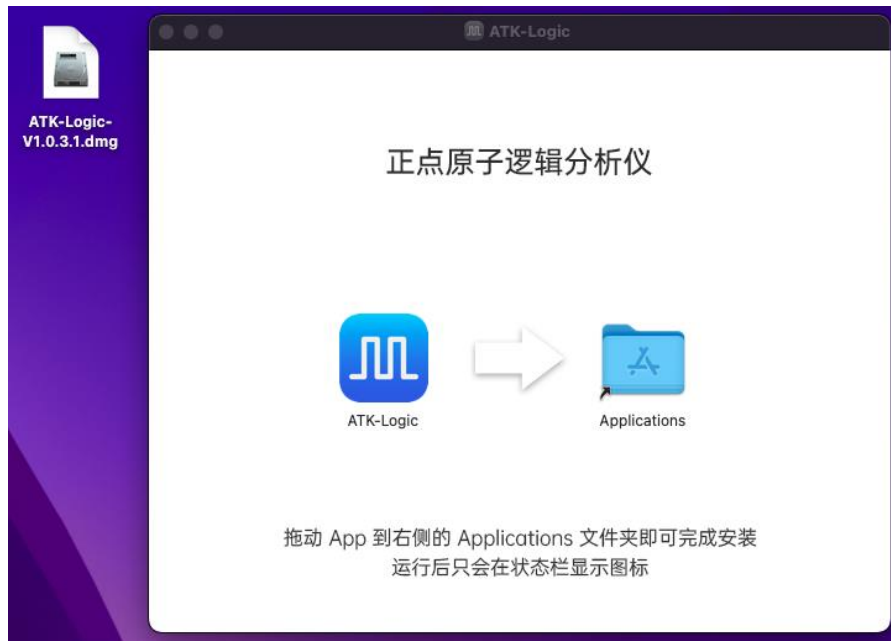 ATK-Logic
ATK-Logic-
V1.0.3.1.dmg
正点原子逻辑分析仪
ATK-Logic
Applications
拖动 App 到右侧的 Applications 文件夹即可完成安装
运行后只会在状态栏显示图标